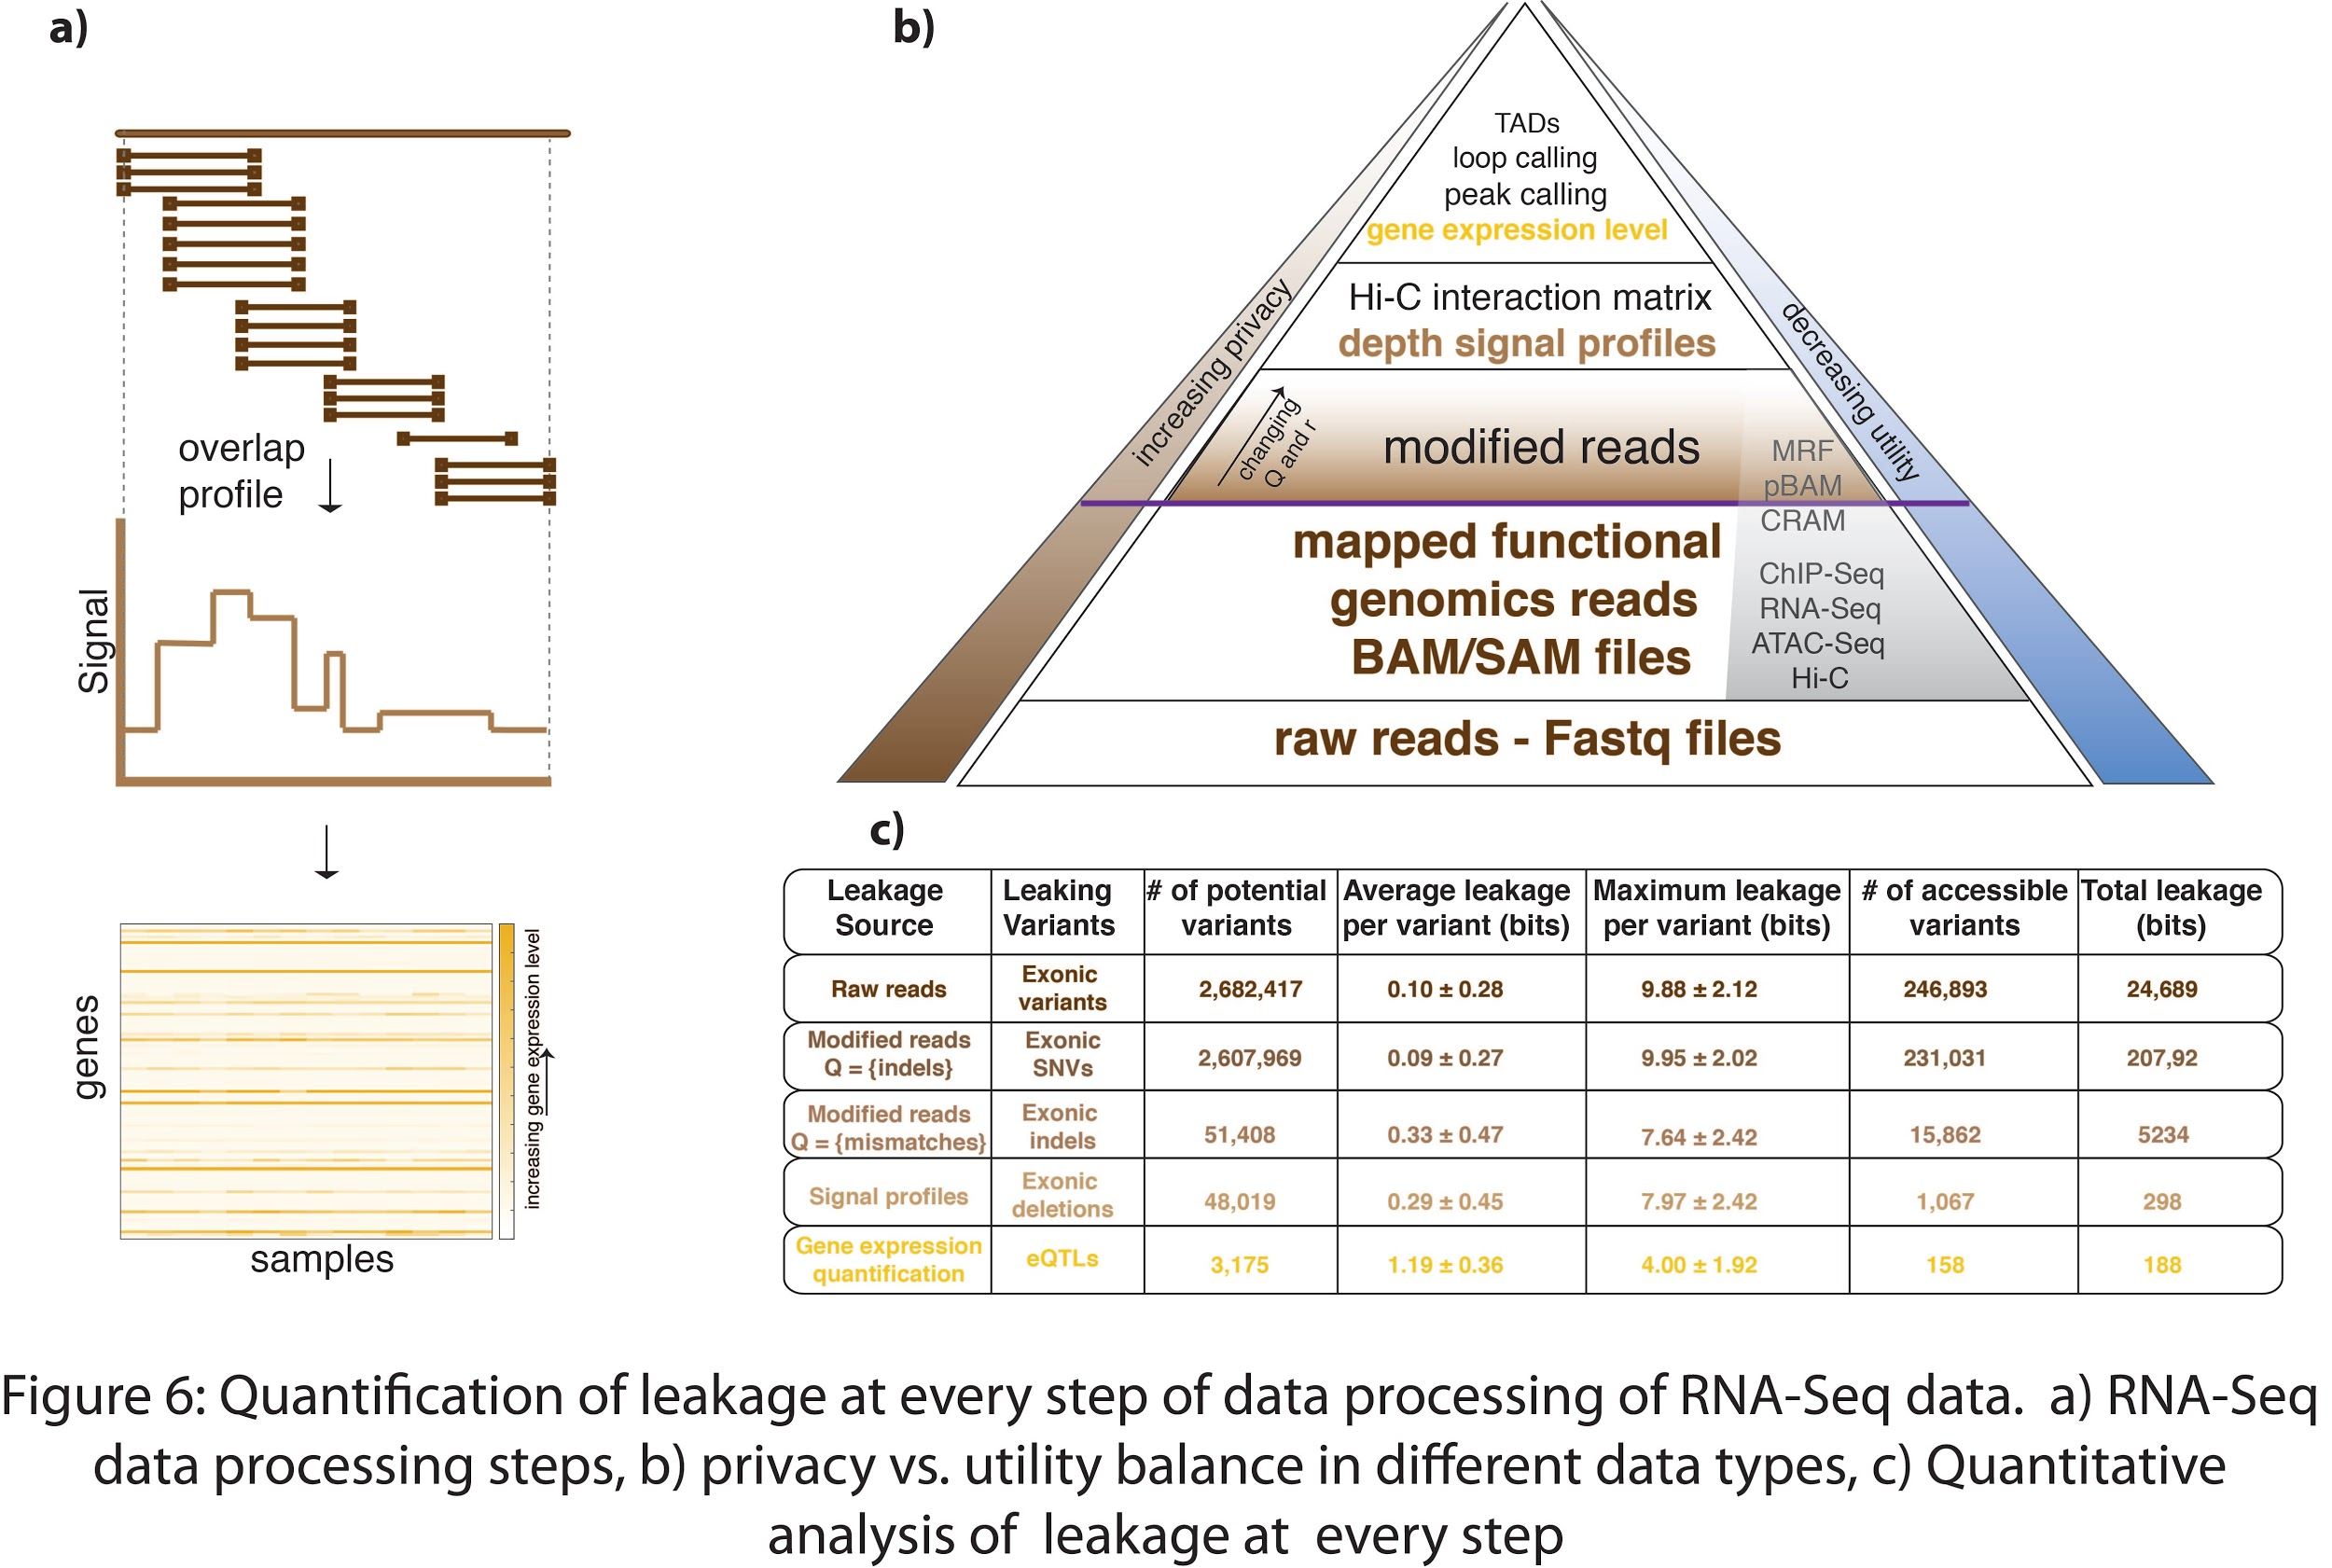 a)
overlap
profile
Signal
genes
samples
increasing gene expression level
b)
TADs
loop calling
peak calling
gene expression level
Hi-C interaction matrix
depth signal profiles
increasing privacy
decreasing utility
changing
Q and r
modified reads
MRF
pBAM
CRAM
mapped functional
genomics reads
BAM/SAM files
ChIP-Seq
RNA-Seq
ATAC-Seq
Hi-C
raw reads - Fastq files
c)
Leakage Source | Leaking Variants | # of potential variants | Average leakage per variant (bits) | Maximum leakage per variant (bits) | # of accessible variants | Total leakage (bits)
Raw reads | Exonic variants | 2,682,417 | 0.10 ± 0.28 | 9.88 ± 2.12 | 246,893 | 24,689
Modified reads Q = {indels} | Exonic SNVs | 2,607,969 | 0.09 ± 0.27 | 9.95 ± 2.02 | 231,031 | 207,92
Modified reads Q = {mismatches} | Exonic indels | 51,408 | 0.33 ± 0.47 | 7.64 ± 2.42 | 15,862 | 5234
Signal profiles | Exonic deletions | 48,019 | 0.29 ± 0.45 | 7.97 ± 2.42 | 1,067 | 298
Gene expression quantification | eQTLs | 3,175 | 1.19 ± 0.36 | 4.00 ± 1.92 | 158 | 188
Figure 6: Quantification of leakage at every step of data processing of RNA-Seq data. a) RNA-Seq
data processing steps, b) privacy vs. utility balance in different data types, c) Quantitative
analysis of leakage at every step